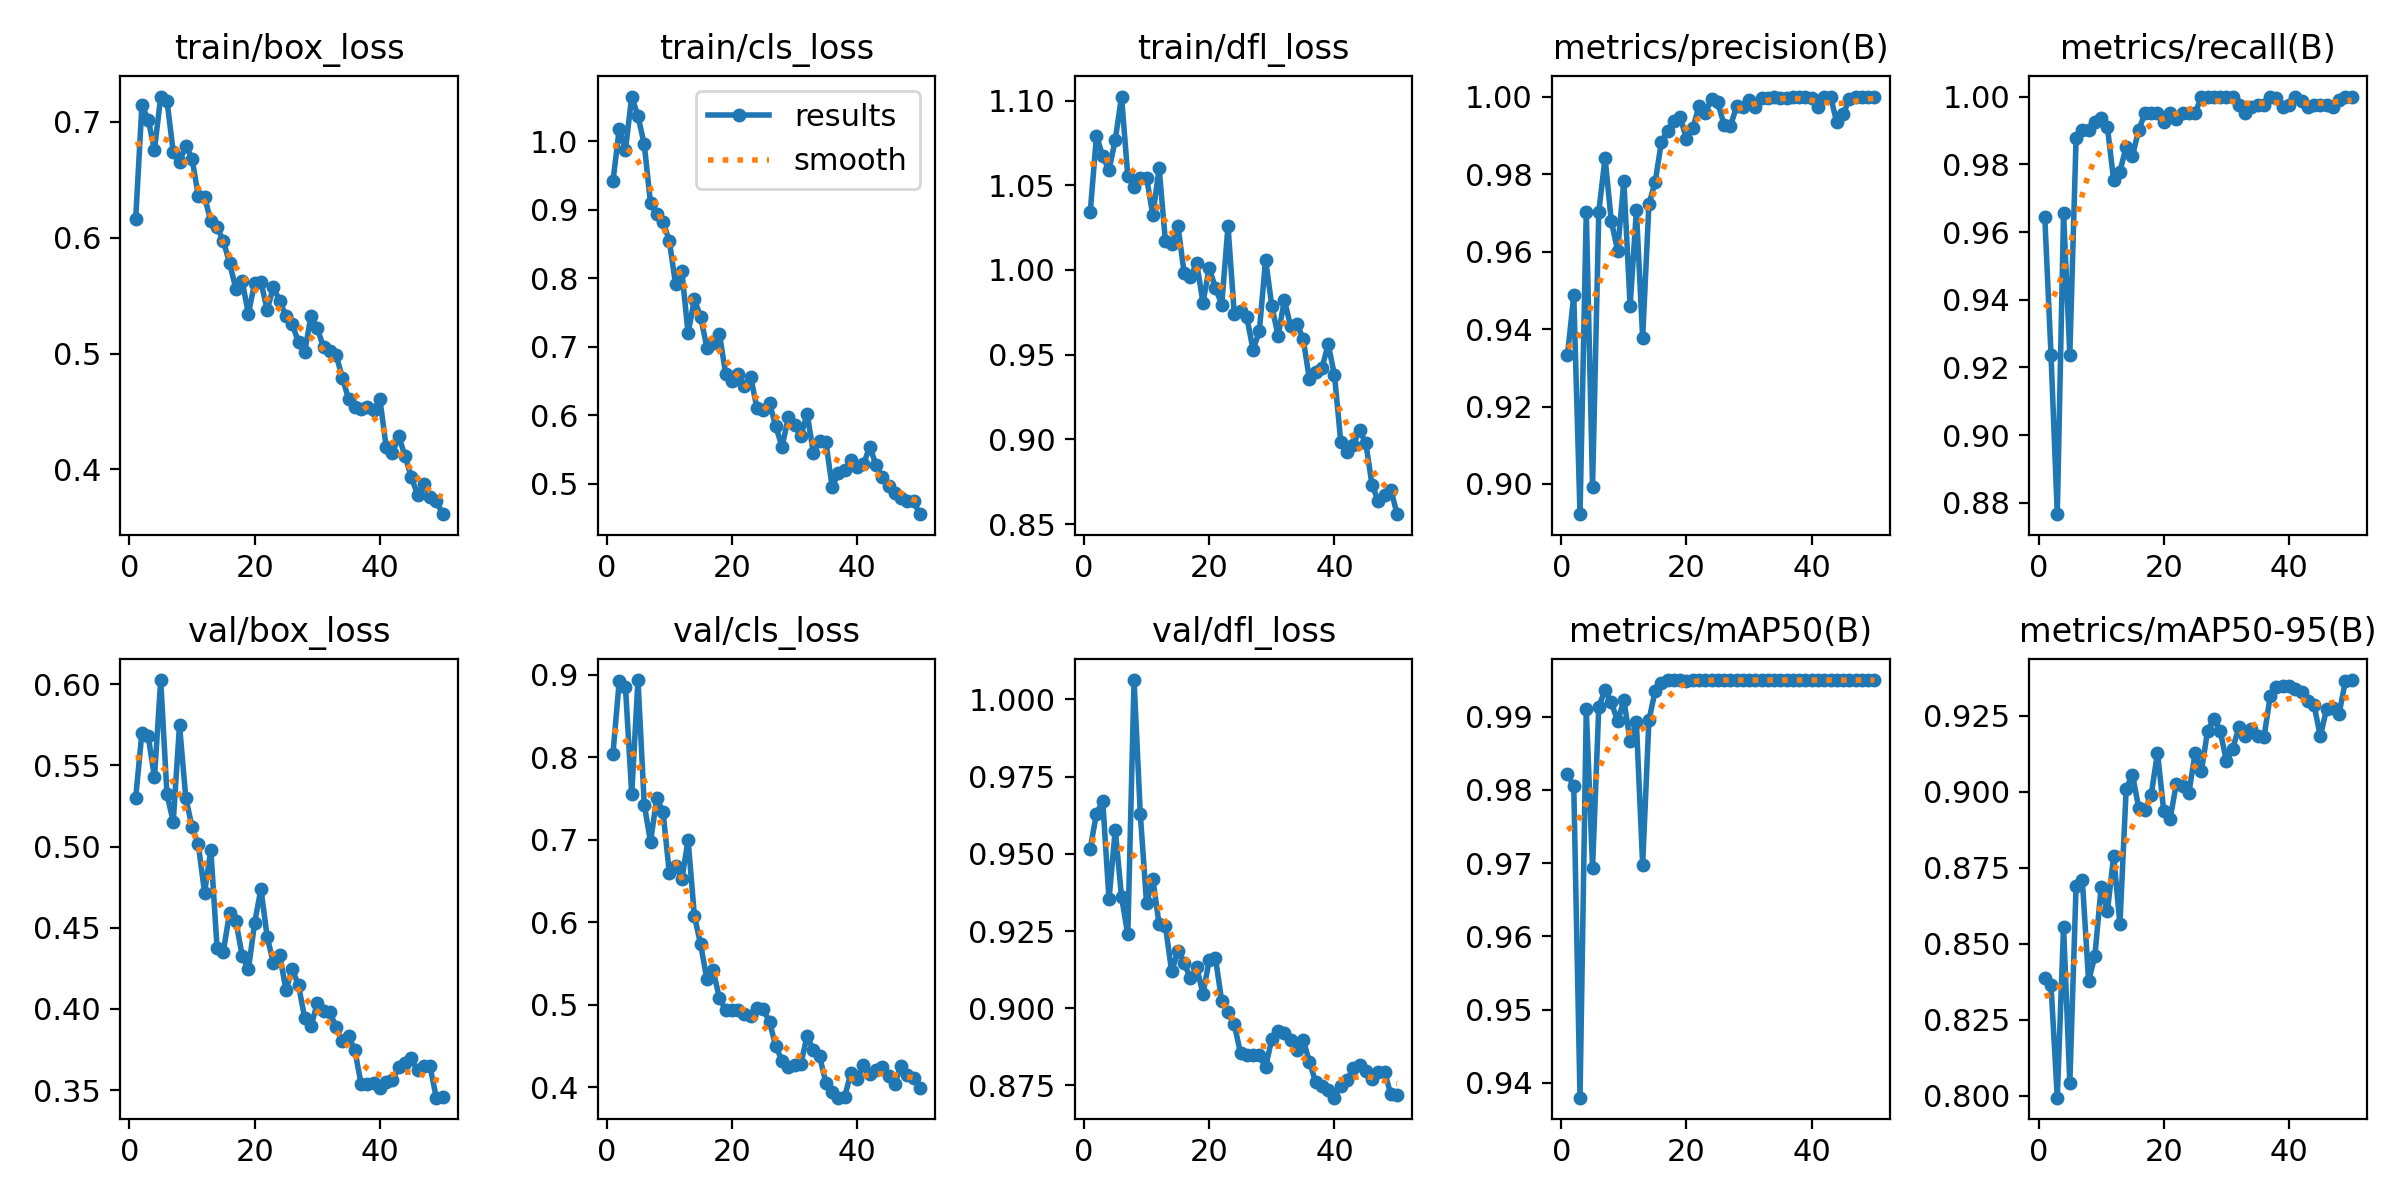 train/box_loss
0.7
0.6
0.5
0.4
0 20 40
train/cls_loss
results
smooth
1.0
0.9
0.8
0.7
0.6
0.5
0 20 40
train/dfl_loss
1.10
1.05
1.00
0.95
0.90
0.85
0 20 40
metrics/precision(B)
1.00
0.98
0.96
0.94
0.92
0.90
0 20 40
metrics/recall(B)
1.00
0.98
0.96
0.94
0.92
0.90
0.88
0 20 40
val/box_loss
0.60
0.55
0.50
0.45
0.40
0.35
0 20 40
val/cls_loss
0.9
0.8
0.7
0.6
0.5
0.4
0 20 40
val/dfl_loss
1.000
0.975
0.950
0.925
0.900
0.875
0 20 40
metrics/mAP50(B)
0.99
0.98
0.97
0.96
0.95
0.94
0 20 40
metrics/mAP50-95(B)
0.925
0.900
0.875
0.850
0.825
0.800
0 20 40